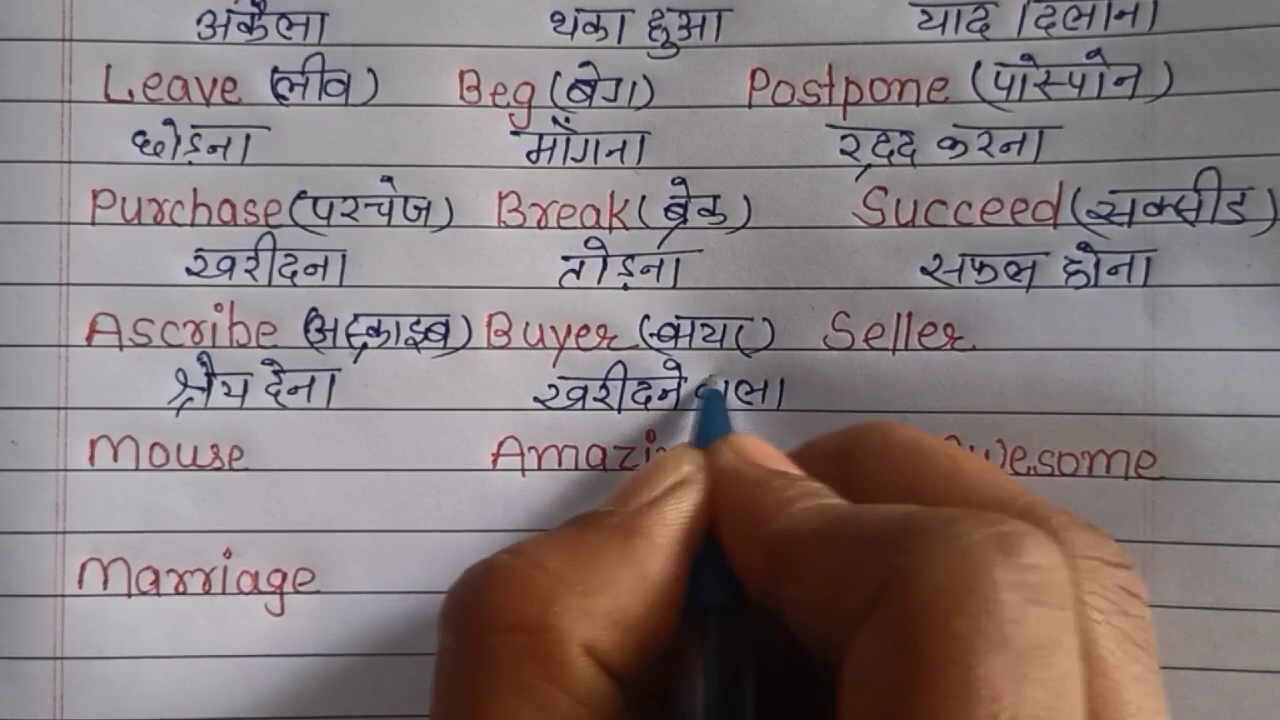 अकेला थका हुआ याद दिलाना
Leave (लीव) Beg (बेग) Postpone (पोस्पोन)
छोड़ना माँगना रद्द करना
Purchase (परचेज) Break (ब्रेक) Succeed (सक्सीड)
खरीदना तोड़ना सफल होना
Ascribe (अस्क्राइब) Buyer (बायर) Seller
श्रेय देना खरीदने वाला
Mouse
Marriage